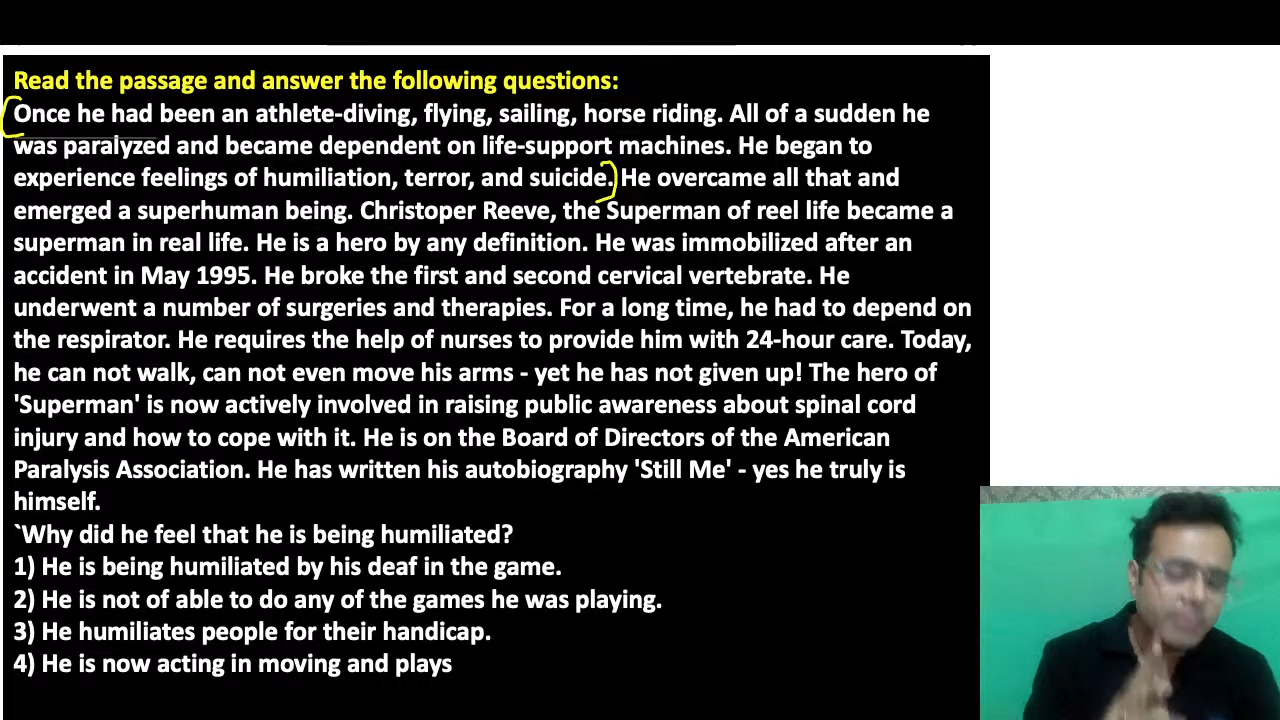 Read the passage and answer the following questions:
Once he had been an athlete-diving, flying, sailing, horse riding. All of a sudden he
was paralyzed and became dependent on life-support machines. He began to
experience feelings of humiliation, terror, and suicide. He overcame all that and
emerged a superhuman being. Christoper Reeve, the Superman of reel life became a
superman in real life. He is a hero by any definition. He was immobilized after an
accident in May 1995. He broke the first and second cervical vertebrate. He
underwent a number of surgeries and therapies. For a long time, he had to depend on
the respirator. He requires the help of nurses to provide him with 24-hour care. Today,
he can not walk, can not even move his arms - yet he has not given up! The hero of
'Superman' is now actively involved in raising public awareness about spinal cord
injury and how to cope with it. He is on the Board of Directors of the American
Paralysis Association. He has written his autobiography 'Still Me' - yes he truly is
himself.
`Why did he feel that he is being humiliated?
1) He is being humiliated by his deaf in the game.
2) He is not of able to do any of the games he was playing.
3) He humiliates people for their handicap.
4) He is now acting in moving and plays